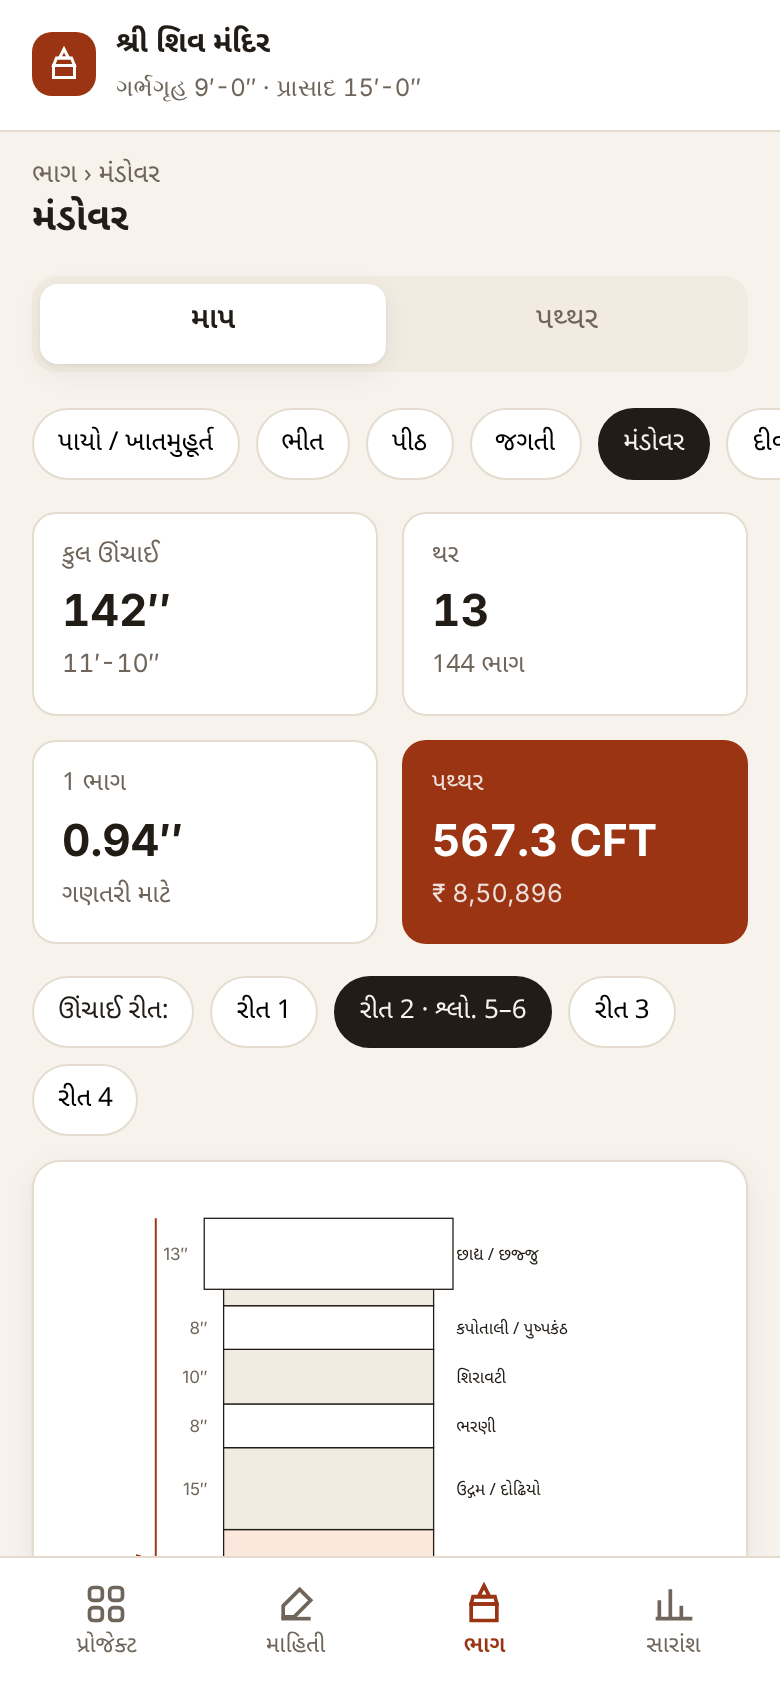 શ્રી શિવ મંદિર
ગર્ભગૃહ 9′-0″ · પ્રાસાદ 15′-0″
ભાગ › મંડોવર
મંડોવર
માપ પથ્થર
પાયો / ખાતમુહૂર્ત ભીત પીઠ જગતી મંડોવર
કુલ ઊંચાઈ થર
142″ 13
11′-10″ 144 ભાગ
1 ભાગ પથ્થર
0.94″ 567.3 CFT
ગણતરી માટે ₹ 8,50,896
ઊંચાઈ રીત: રીત 1 રીત 2 · શ્લો. 5–6 રીત 3
રીત 4
13″ છાદ્ય / છજ્જુ
8″ કપોતાલી / પુષ્પકંઠ
10″ શિરાવટી
8″ ભરણી
15″ ઉદ્ગમ / દોઢિયો
પ્રોજેક્ટ માહિતી ભાગ સારાંશ